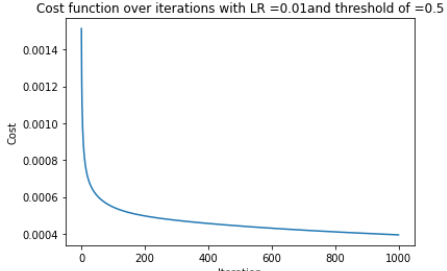 Cost function over iterations with LR =0.01and threshold of =0.5
0.0014
0.0012
0.0010
0.0008
0.0006
0.0004
Cost
0 200 400 600 800 1000
Iteration